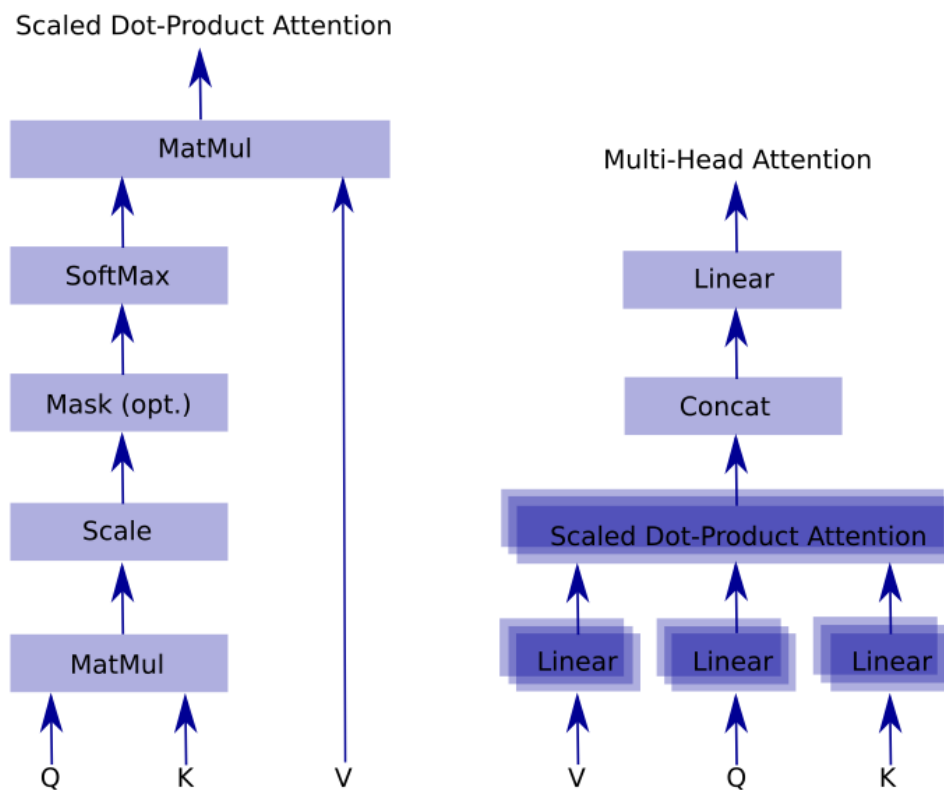 Scaled Dot-Product Attention
MatMul
SoftMax
Mask (opt.)
Scale
MatMul
Q K V
Multi-Head Attention
Linear
Concat
Scaled Dot-Product Attention
Linear Linear Linear
V Q K